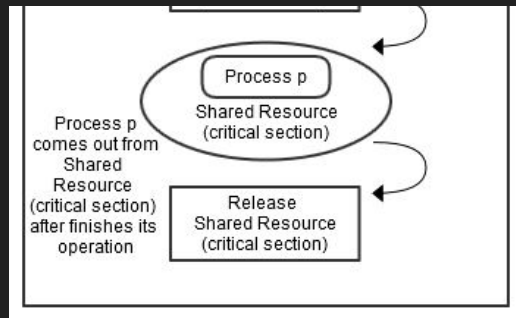 Process p
Shared Resource
(critical section)
Process p
comes out from
Shared
Resource
(critical section)
after finishes its
operation
Release
Shared Resource
(critical section)